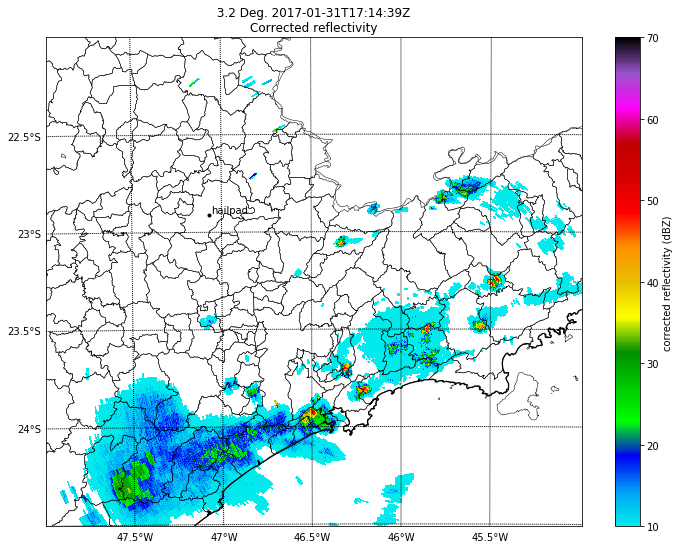 3.2 Deg. 2017-01-31T17:14:39Z
Corrected reflectivity
70
60
50
40
30
20
10
corrected reflectivity (dBZ)
22.5°S
23°S
23.5°S
24°S
hailpad
47.5°W
47°W
46.5°W
46°W
45.5°W